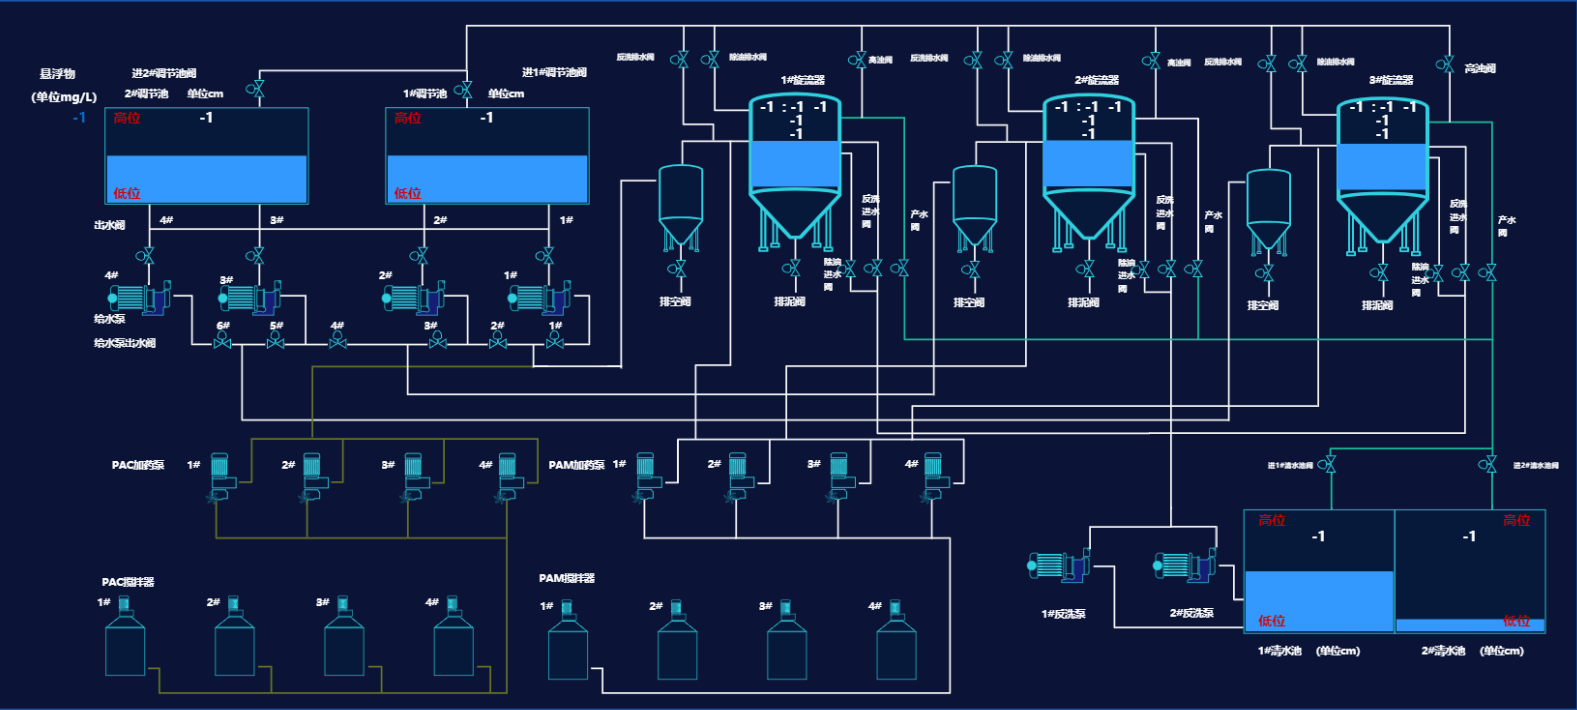 反洗排水阀
除油排水阀
高浊阀
反洗排水阀
除油排水阀
高浊阀
反洗排水阀
除油排水阀
高浊阀
悬浮物
(单位mg/L)
-1
进2#调节池阀
进1#调节池阀
2#调节池 单位cm
1#调节池 单位cm
1#旋流器
2#旋流器
3#旋流器
高位
-1
高位
-1
-1 : -1 -1
-1
-1
-1 : -1 -1
-1
-1
-1 : -1 -1
-1
-1
低位
低位
出水阀
4#
3#
2#
1#
反洗
进水
阀
产水
阀
反洗
进水
阀
产水
阀
反洗
进水
阀
产水
阀
除油
进水
阀
除油
进水
阀
除油
进水
阀
4#
3#
2#
1#
排空阀
排泥阀
排空阀
排泥阀
排空阀
排泥阀
给水泵
6#
5#
4#
3#
2#
1#
给水泵出水阀
PAC加药泵
1#
2#
3#
4#
PAM加药泵
1#
2#
3#
4#
进1#清水池阀
进2#清水池阀
高位
-1
高位
-1
PAC搅拌器
1#
2#
3#
4#
PAM搅拌器
1#
2#
3#
4#
1#反洗泵
2#反洗泵
低位
低位
1#清水池 (单位cm)
2#清水池 (单位cm)